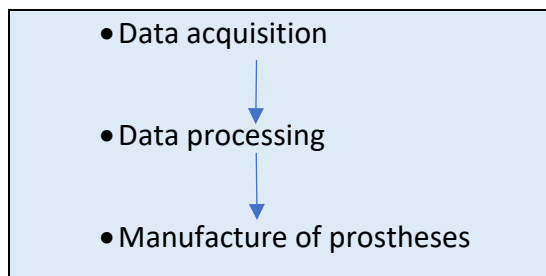 • Data acquisition
• Data processing
• Manufacture of prostheses